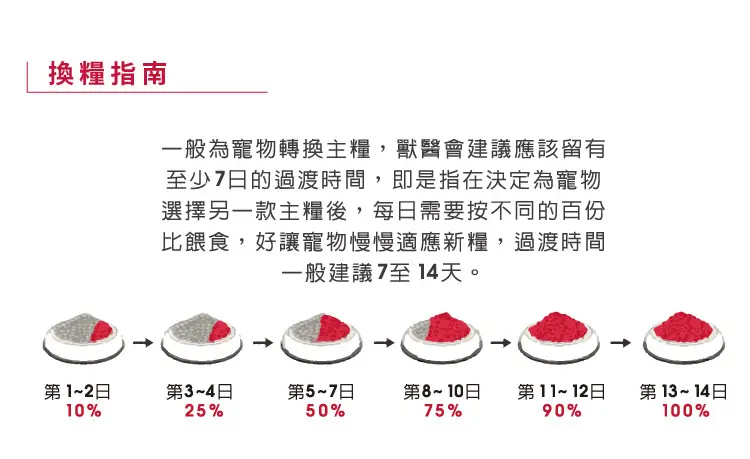 換糧指南
一般為寵物轉換主糧，獸醫會建議應該留有
至少7日的過渡時間，即是指在決定為寵物
選擇另一款主糧後，每日需要按不同的百份
比餵食，好讓寵物慢慢適應新糧，過渡時間
一般建議7至14天。
第1~2日 第3~4日 第5~7日 第8~10日 第11~12日 第13~14日
10% 25% 50% 75% 90% 100%